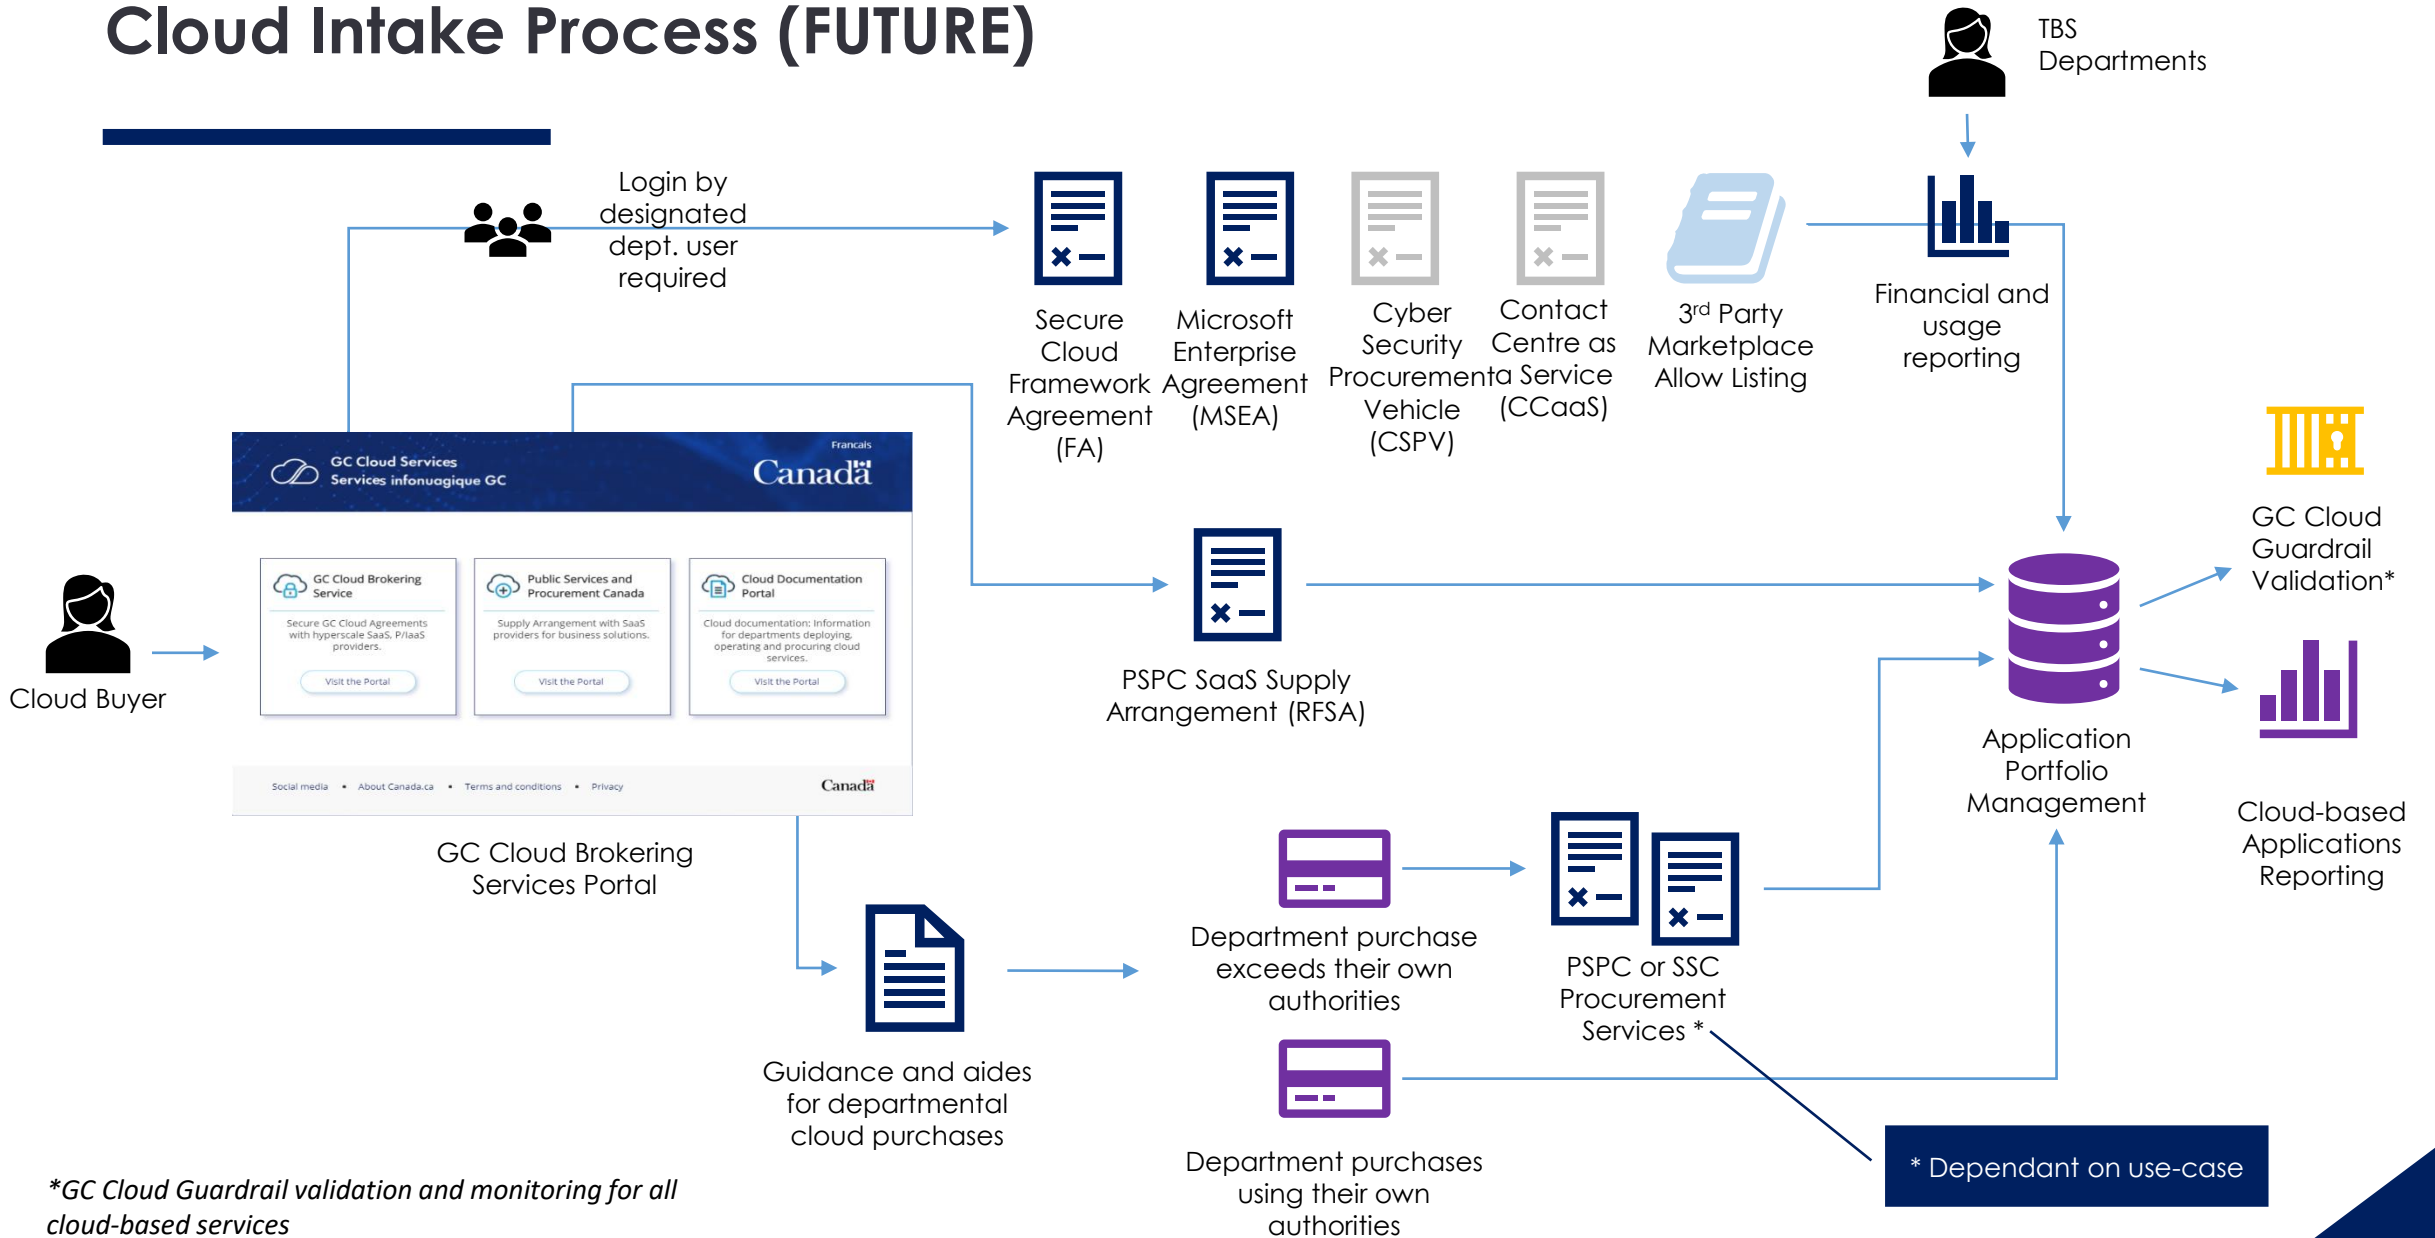 Cloud Intake Process (FUTURE)
TBS
Departments
Login by
designated
dept. user
required
Secure
Cloud
Framework
Agreement
(FA)
Microsoft
Enterprise
Agreement
(MSEA)
Cyber
Security
Procurement
Vehicle
(CSPV)
Contact
Centre as
a Service
(CCaaS)
3rd Party
Marketplace
Allow Listing
Financial and
usage
reporting
GC Cloud Services
Services infonuagique GC
Francais
Canada
GC Cloud Brokering
Service
Secure GC Cloud Agreements
with hyperscale SaaS, P/IaaS
providers.
Visit the Portal
Public Services and
Procurement Canada
Supply Arrangement with SaaS
providers for business solutions.
Visit the Portal
Cloud Documentation
Portal
Cloud documentation: Information
for departments deploying,
operating and procuring cloud
services.
Visit the Portal
Social media • About Canada.ca • Terms and conditions • Privacy
Canada
Cloud Buyer
GC Cloud Brokering
Services Portal
PSPC SaaS Supply
Arrangement (RFSA)
GC Cloud
Guardrail
Validation*
Application
Portfolio
Management
Cloud-based
Applications
Reporting
Department purchase
exceeds their own
authorities
PSPC or SSC
Procurement
Services *
Guidance and aides
for departmental
cloud purchases
Department purchases
using their own
authorities
* Dependant on use-case
*GC Cloud Guardrail validation and monitoring for all
cloud-based services